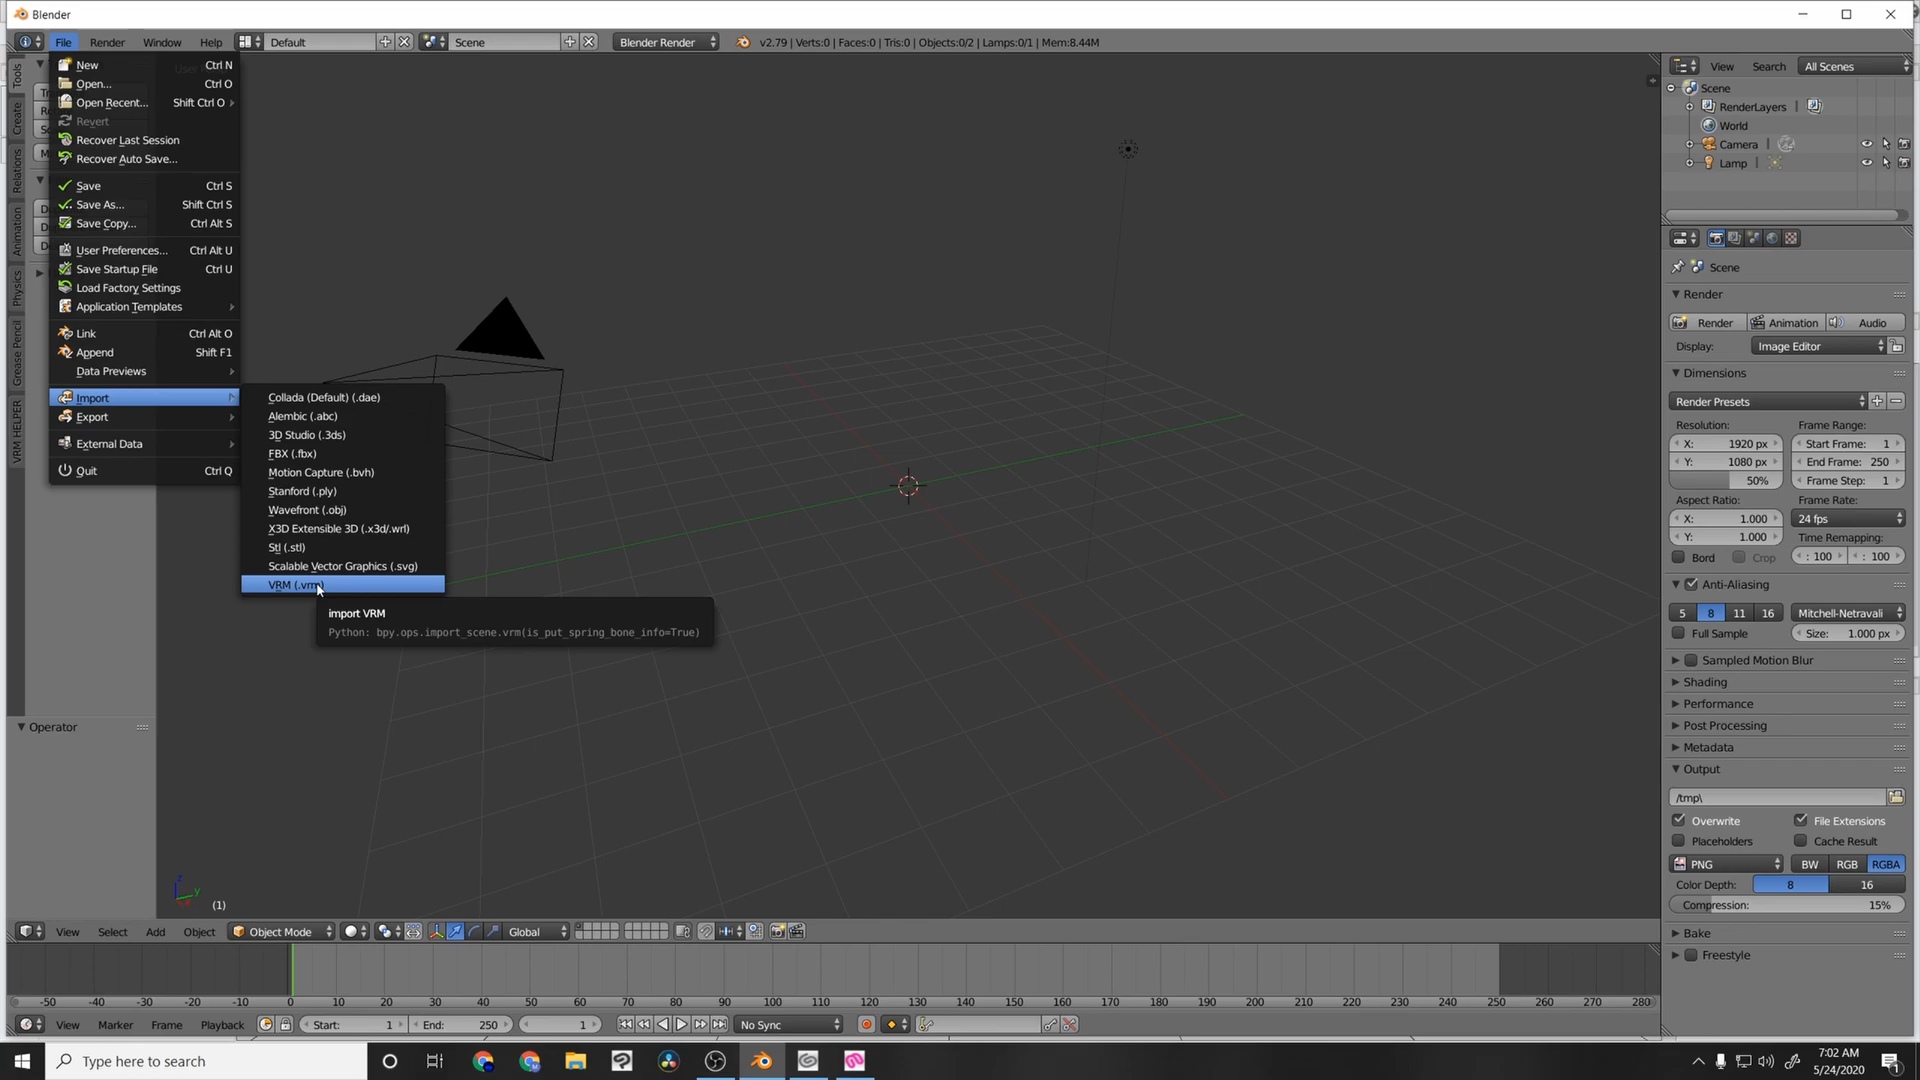 Blender
File Render Window Help Default Scene Blender Render v2.79 | Verts:0 | Faces:0 | Tris:0 | Objects:0/2 | Lamps:0/1 | Mem:8.44M
New Ctrl N
Open... Ctrl O
Open Recent... Shift Ctrl O
Revert
Recover Last Session
Recover Auto Save...
Save Ctrl S
Save As... Shift Ctrl S
Save Copy... Ctrl Alt S
User Preferences... Ctrl Alt U
Save Startup File Ctrl U
Load Factory Settings
Application Templates
Link Ctrl Alt O
Append Shift F1
Data Previews
Import
Export
External Data
Quit Ctrl Q
Collada (Default) (.dae)
Alembic (.abc)
3D Studio (.3ds)
FBX (.fbx)
Motion Capture (.bvh)
Stanford (.ply)
Wavefront (.obj)
X3D Extensible 3D (.x3d/.wrl)
Stl (.stl)
Scalable Vector Graphics (.svg)
VRM (.vrm)
import VRM
Python: bpy.ops.import_scene.vrm(is_put_spring_bone_info=True)
Tools
Create
Relations
Animation
Physics
Grease Pencil
VRM HELPER
Operator
(1)
z
y
View Search All Scenes
Scene
RenderLayers |
World
Camera |
Lamp |
Scene
Render
Render Animation Audio
Display: Image Editor
Dimensions
Render Presets
Resolution: Frame Range:
X: 1920 px Start Frame: 1
Y: 1080 px End Frame: 250
50% Frame Step: 1
Aspect Ratio: Frame Rate:
X: 1.000 24 fps
Y: 1.000 Time Remapping:
Bord Crop : 100 : 100
Anti-Aliasing
5 8 11 16 Mitchell-Netravali
Full Sample Size: 1.000 px
Sampled Motion Blur
Shading
Performance
Post Processing
Metadata
Output
/tmp\
Overwrite File Extensions
Placeholders Cache Result
PNG BW RGB RGBA
Color Depth: 8 16
Compression: 15%
Bake
Freestyle
View Select Add Object Object Mode Global
-50 -40 -30 -20 -10 0 10 20 30 40 50 60 70 80 90 100 110 120 130 140 150 160 170 180 190 200 210 220 230 240 250 260 270 280
View Marker Frame Playback Start: 1 End: 250 1 No Sync
Type here to search
7:02 AM
5/24/2020
1